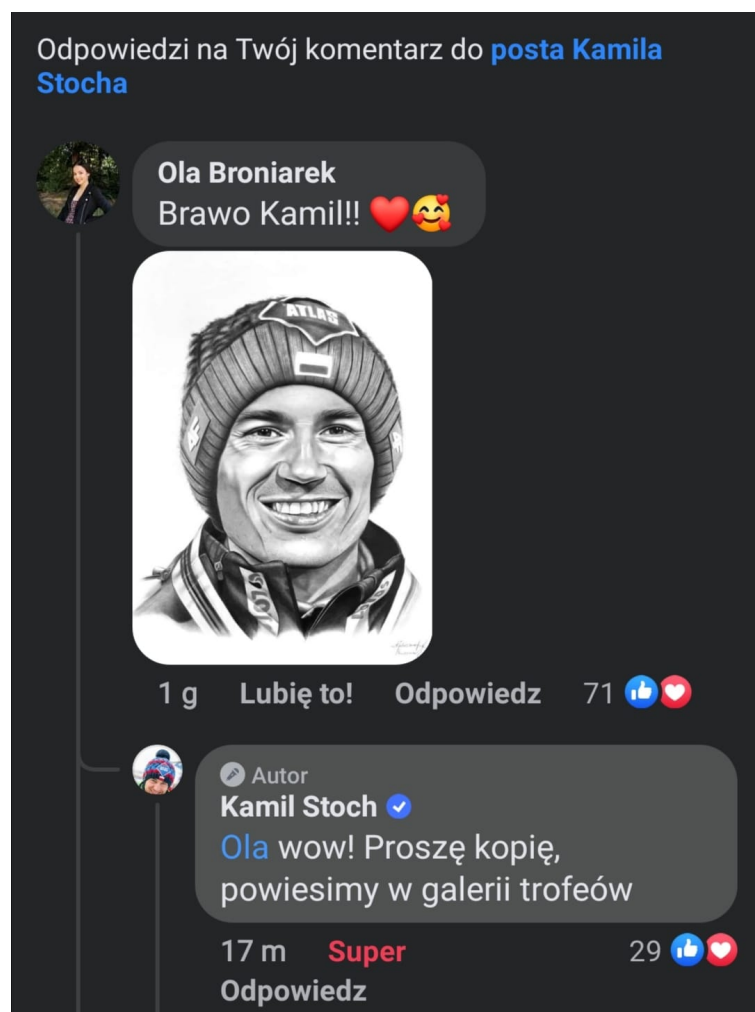 Odpowiedzi na Twój komentarz do posta Kamila
Stocha
Ola Broniarek
Brawo Kamil!! ❤️🥰
ATLAS
1 g Lubię to! Odpowiedz 71
Autor
Kamil Stoch
Ola wow! Proszę kopię,
powiesimy w galerii trofeów
17 m Super 29
Odpowiedz